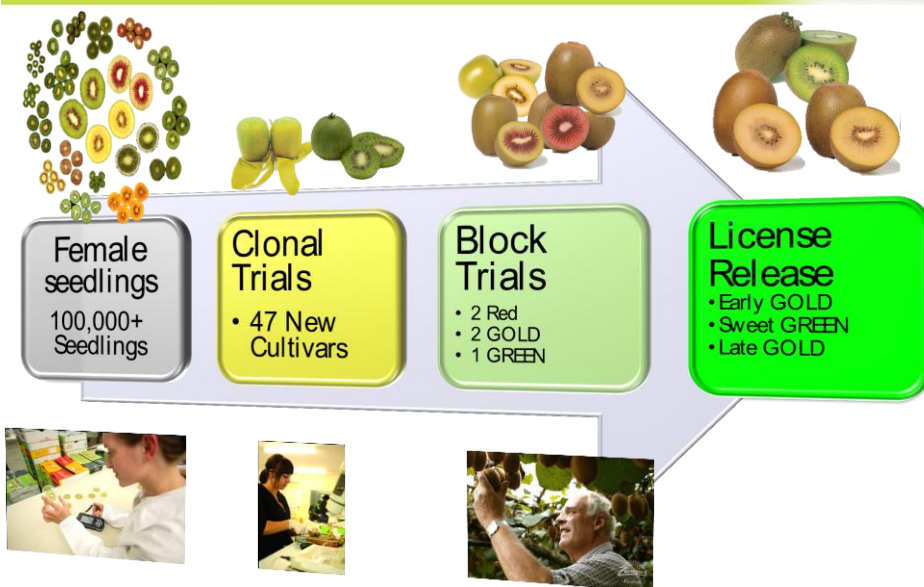 Female
seedlings
100,000+
Seedlings
Clonal
Trials
• 47 New
Cultivars
Block
Trials
• 2 Red
• 2 GOLD
• 1 GREEN
License
Release
• Early GOLD
• Sweet GREEN
• Late GOLD